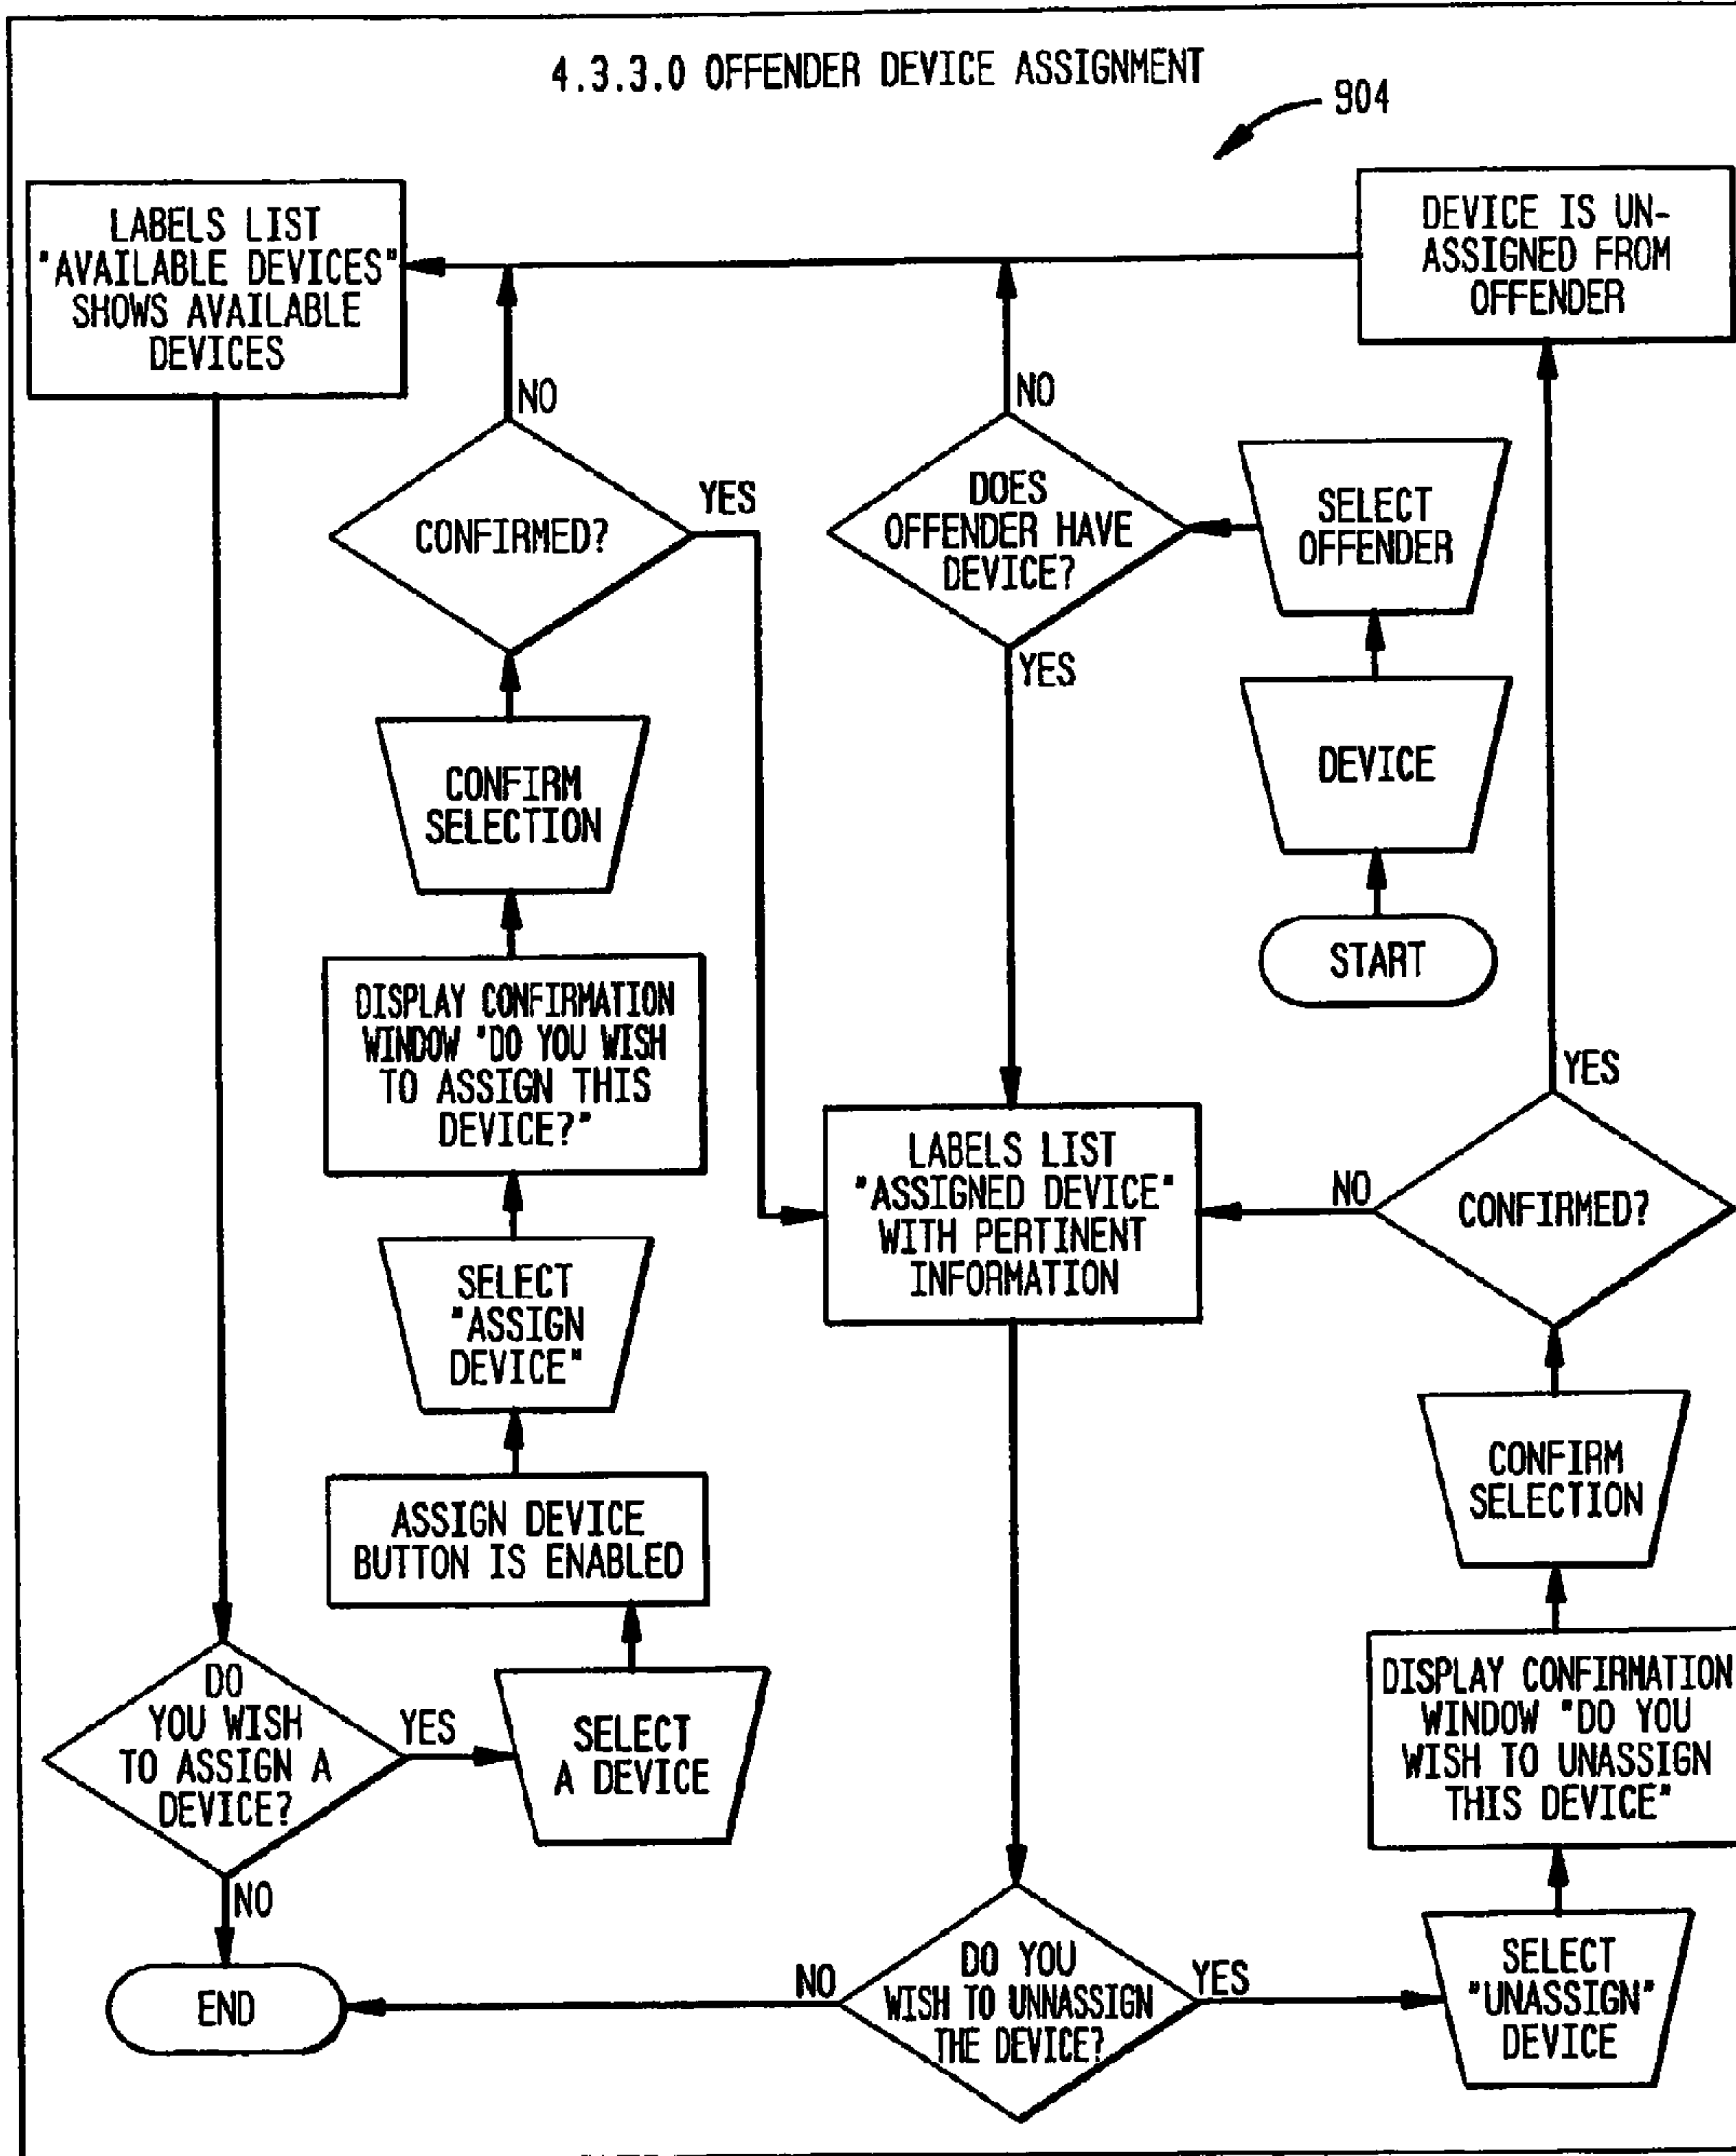 4.3.3.0 OFFENDER DEVICE ASSIGNMENT
904
LABELS LIST
"AVAILABLE DEVICES"
SHOWS AVAILABLE
DEVICES
DEVICE IS UN-
ASSIGNED FROM
OFFENDER
NO
CONFIRMED?
YES
NO
DOES
OFFENDER HAVE
DEVICE?
YES
SELECT
OFFENDER
DEVICE
START
CONFIRM
SELECTION
DISPLAY CONFIRMATION
WINDOW "DO YOU WISH
TO ASSIGN THIS
DEVICE?"
SELECT
"ASSIGN
DEVICE"
ASSIGN DEVICE
BUTTON IS ENABLED
LABELS LIST
"ASSIGNED DEVICE"
WITH PERTINENT
INFORMATION
YES
NO
CONFIRMED?
CONFIRM
SELECTION
DISPLAY CONFIRMATION
WINDOW "DO YOU
WISH TO UNASSIGN
THIS DEVICE"
DO
YOU WISH
TO ASSIGN A
DEVICE?
YES
SELECT
A DEVICE
NO
END
NO
DO YOU
WISH TO UNNASSIGN
THE DEVICE?
YES
SELECT
"UNASSIGN"
DEVICE